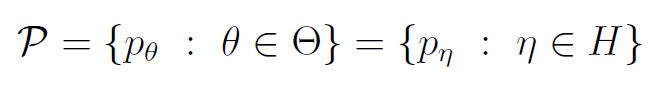 𝒫 = {p_θ : θ ∈ Θ} = {p_η : η ∈ H}